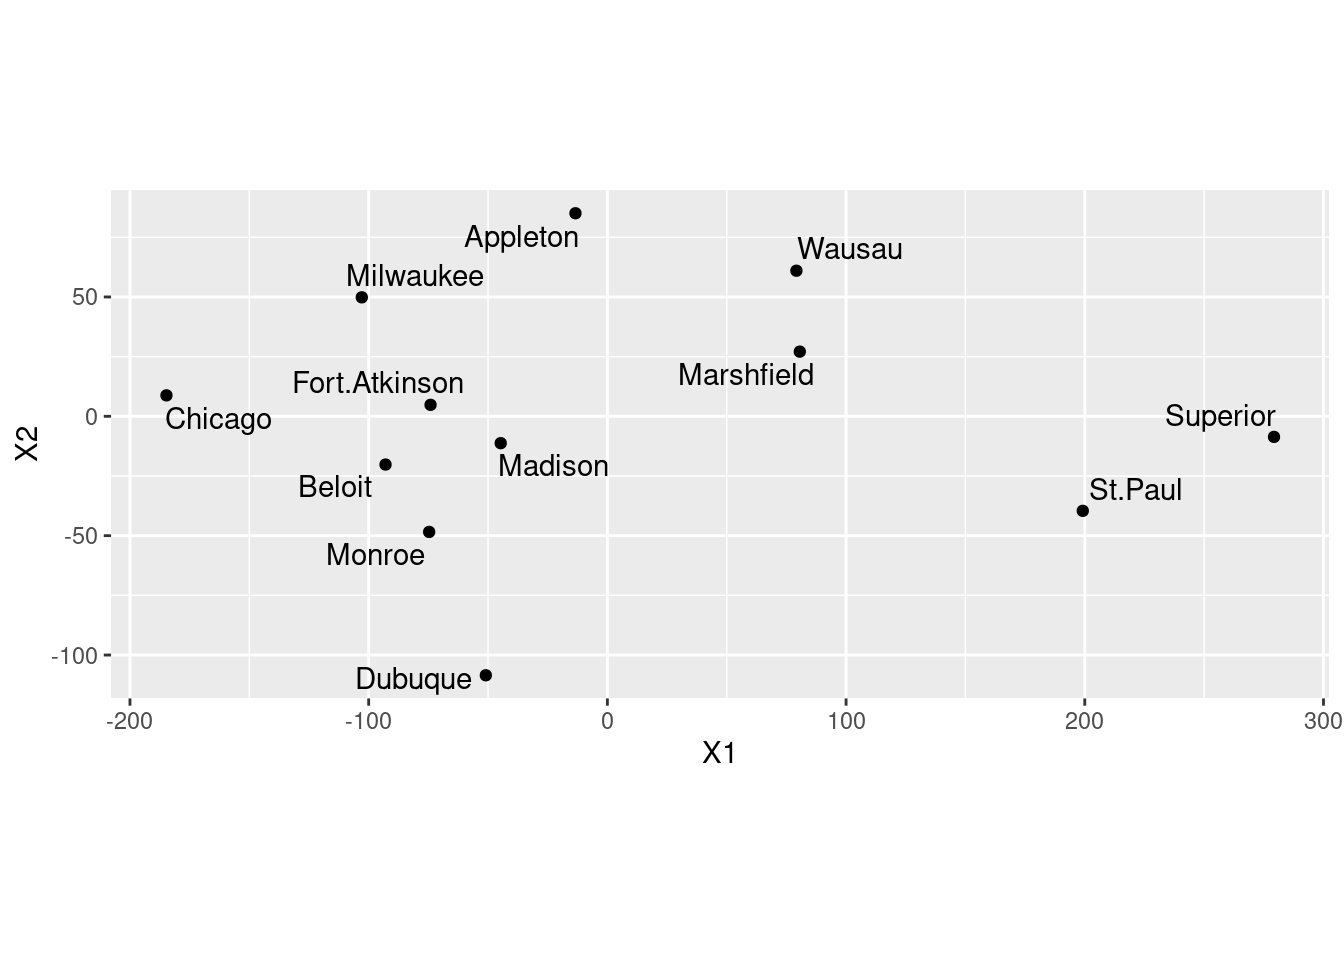 Appleton
Wausau
Milwaukee
50
Marshfield
Fort.Atkinson
Chicago
0
Superior
Madison
Beloit
St.Paul
X2
-50
Monroe
-100
Dubuque
-200 -100 0 100 200 300
X1